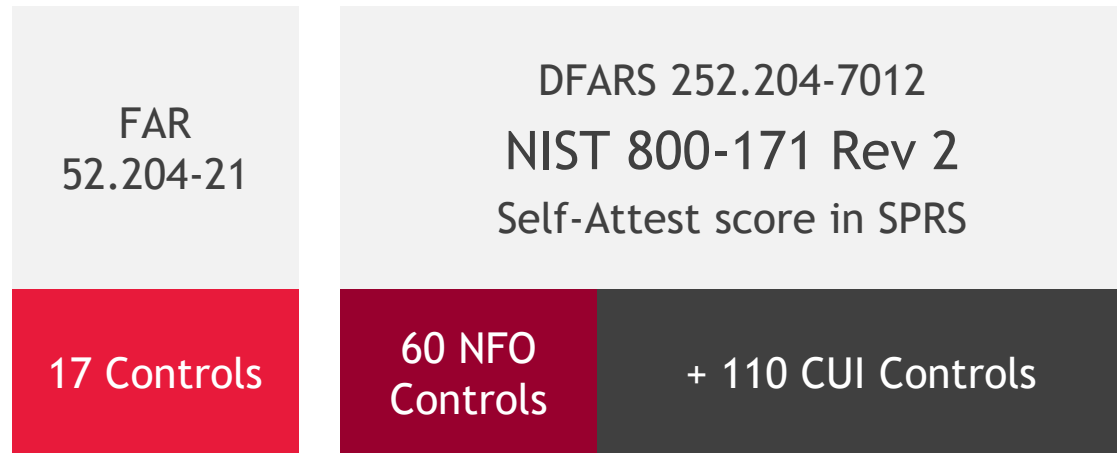 FAR
52.204-21
DFARS 252.204-7012
NIST 800-171 Rev 2
Self-Attest score in SPRS
17 Controls
60 NFO
Controls
+ 110 CUI Controls